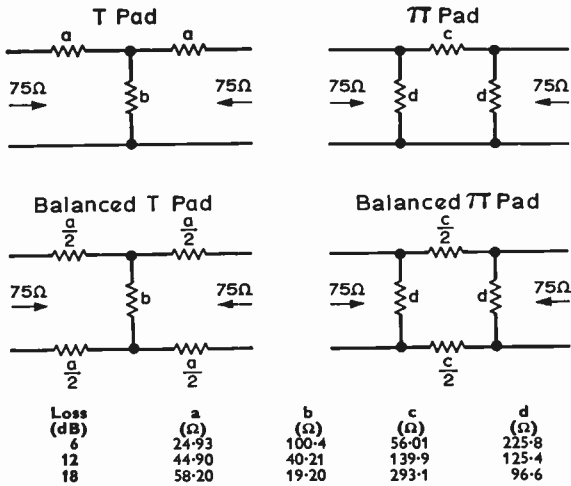 T Pad
π Pad
a a
c
75Ω b 75Ω
75Ω d d 75Ω
Balanced T Pad
Balanced π Pad
a/2 a/2
c/2
75Ω b 75Ω
75Ω d d 75Ω
a/2 a/2
c/2
Loss a b c d
(dB) (Ω) (Ω) (Ω) (Ω)
6 24·93 100·4 56·01 225·8
12 44·90 40·21 139·9 125·4
18 58·20 19·20 293·1 96·6